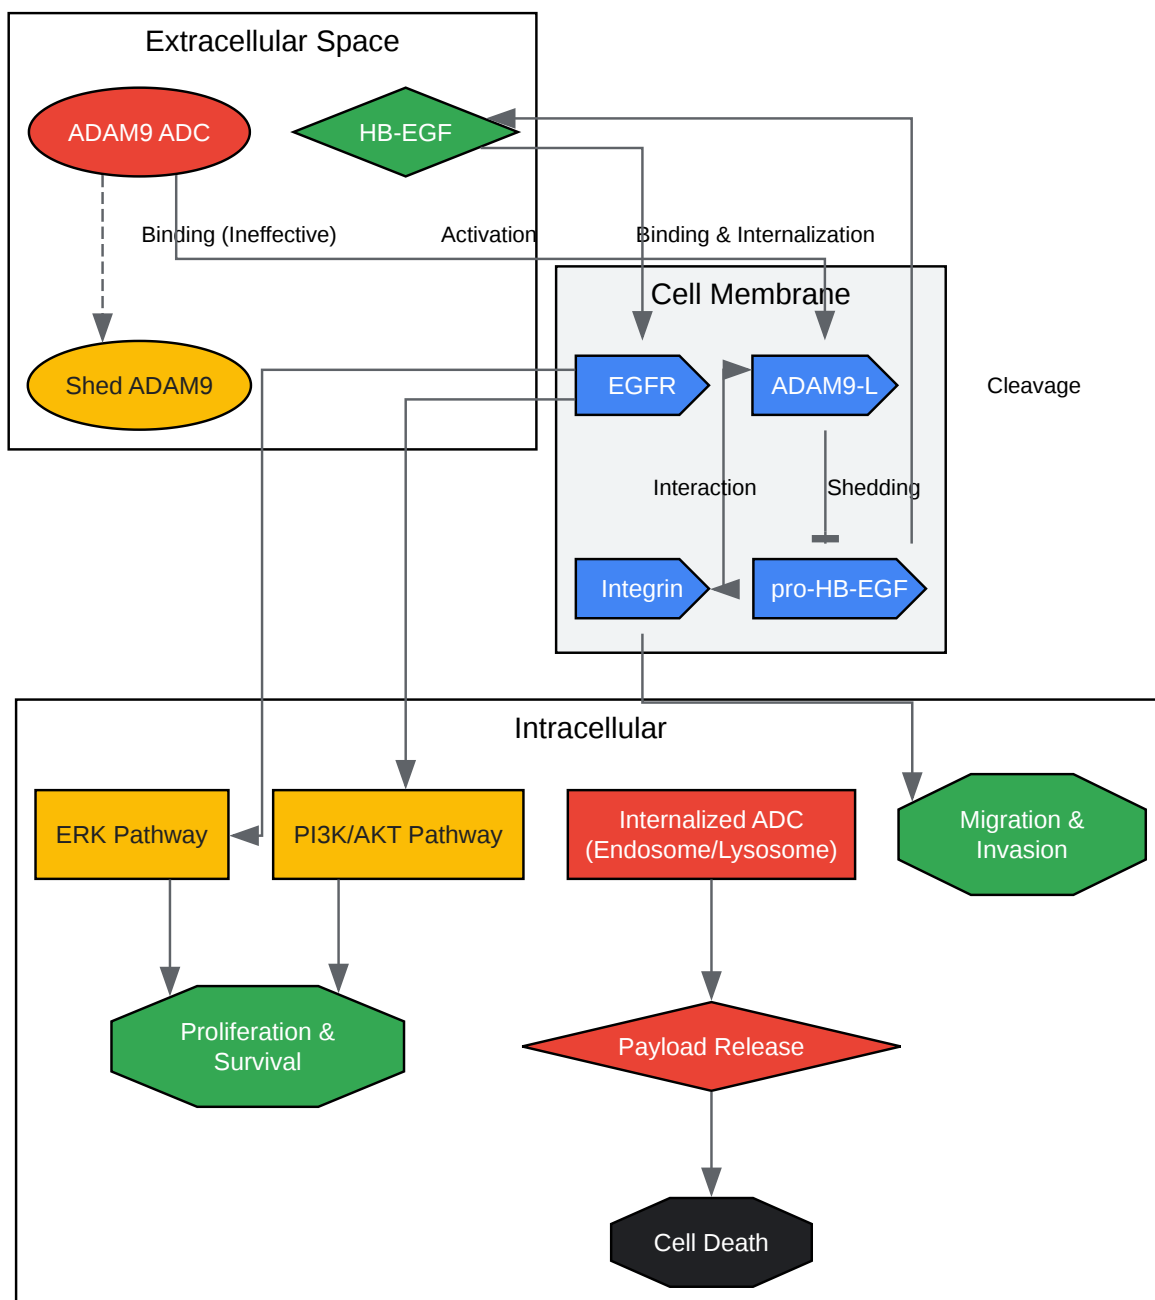 Extracellular Space
ADAM9 ADC
HB-EGF
Binding (Ineffective)
Activation
Binding & Internalization
Cell Membrane
Shed ADAM9
EGFR
ADAM9-L
Cleavage
Interaction
Shedding
Integrin
pro-HB-EGF
Intracellular
ERK Pathway
PI3K/AKT Pathway
Internalized ADC
(Endosome/Lysosome)
Migration &
Invasion
Proliferation &
Survival
Payload Release
Cell Death